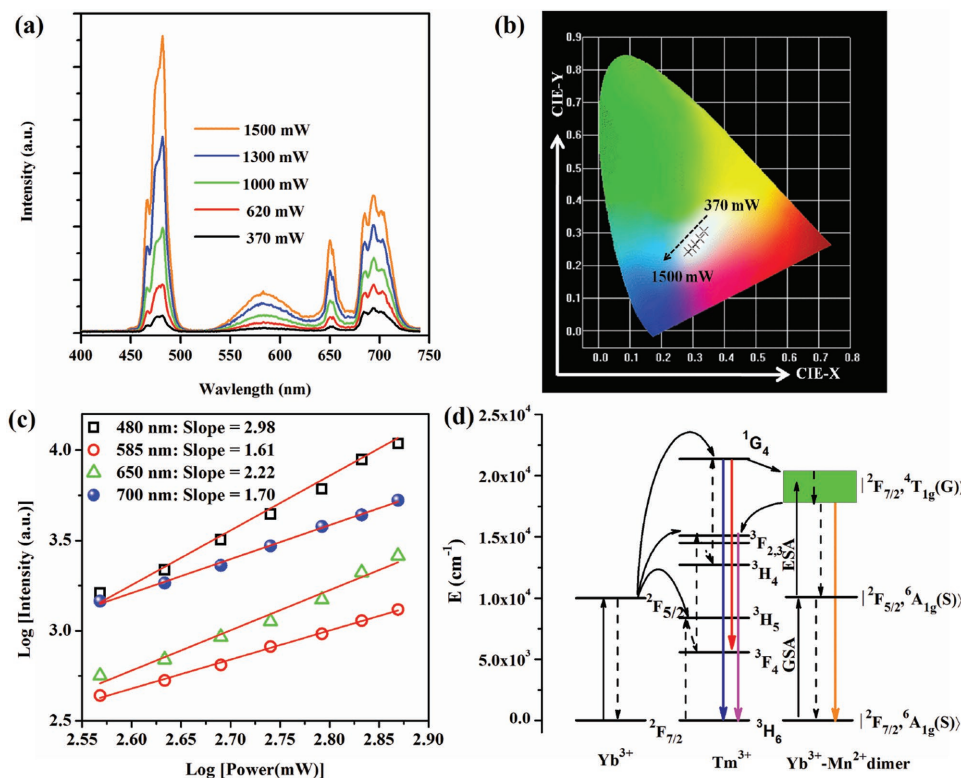 (a)
Intensity (a.u.)
1500 mW
1300 mW
1000 mW
620 mW
370 mW
400 450 500 550 600 650 700 750
Wavlength (nm)
(b)
CIE-Y
0.9
0.8
0.7
0.6
0.5
0.4
0.3
0.2
0.1
0.0
370 mW
1500 mW
0.0 0.1 0.2 0.3 0.4 0.5 0.6 0.7 0.8
CIE-X
(c)
Log [Intensity (a.u.)]
4.0
3.5
3.0
2.5
480 nm: Slope = 2.98
585 nm: Slope = 1.61
650 nm: Slope = 2.22
700 nm: Slope = 1.70
2.55 2.60 2.65 2.70 2.75 2.80 2.85 2.90
Log [Power(mW)]
(d)
E (cm⁻¹)
2.5x10⁴
2.0x10⁴
1.5x10⁴
1.0x10⁴
5.0x10³
0.0
¹G₄
|²F₇/₂,⁴T₁g(G)⟩
³F₂,₃
³H₄
ESA
²F₅/₂
|²F₅/₂,⁶A₁g(S)⟩
³H₅
³F₄
GSA
²F₇/₂
³H₆
|²F₇/₂,⁶A₁g(S)⟩
Yb³⁺
Tm³⁺
Yb³⁺-Mn²⁺dimer